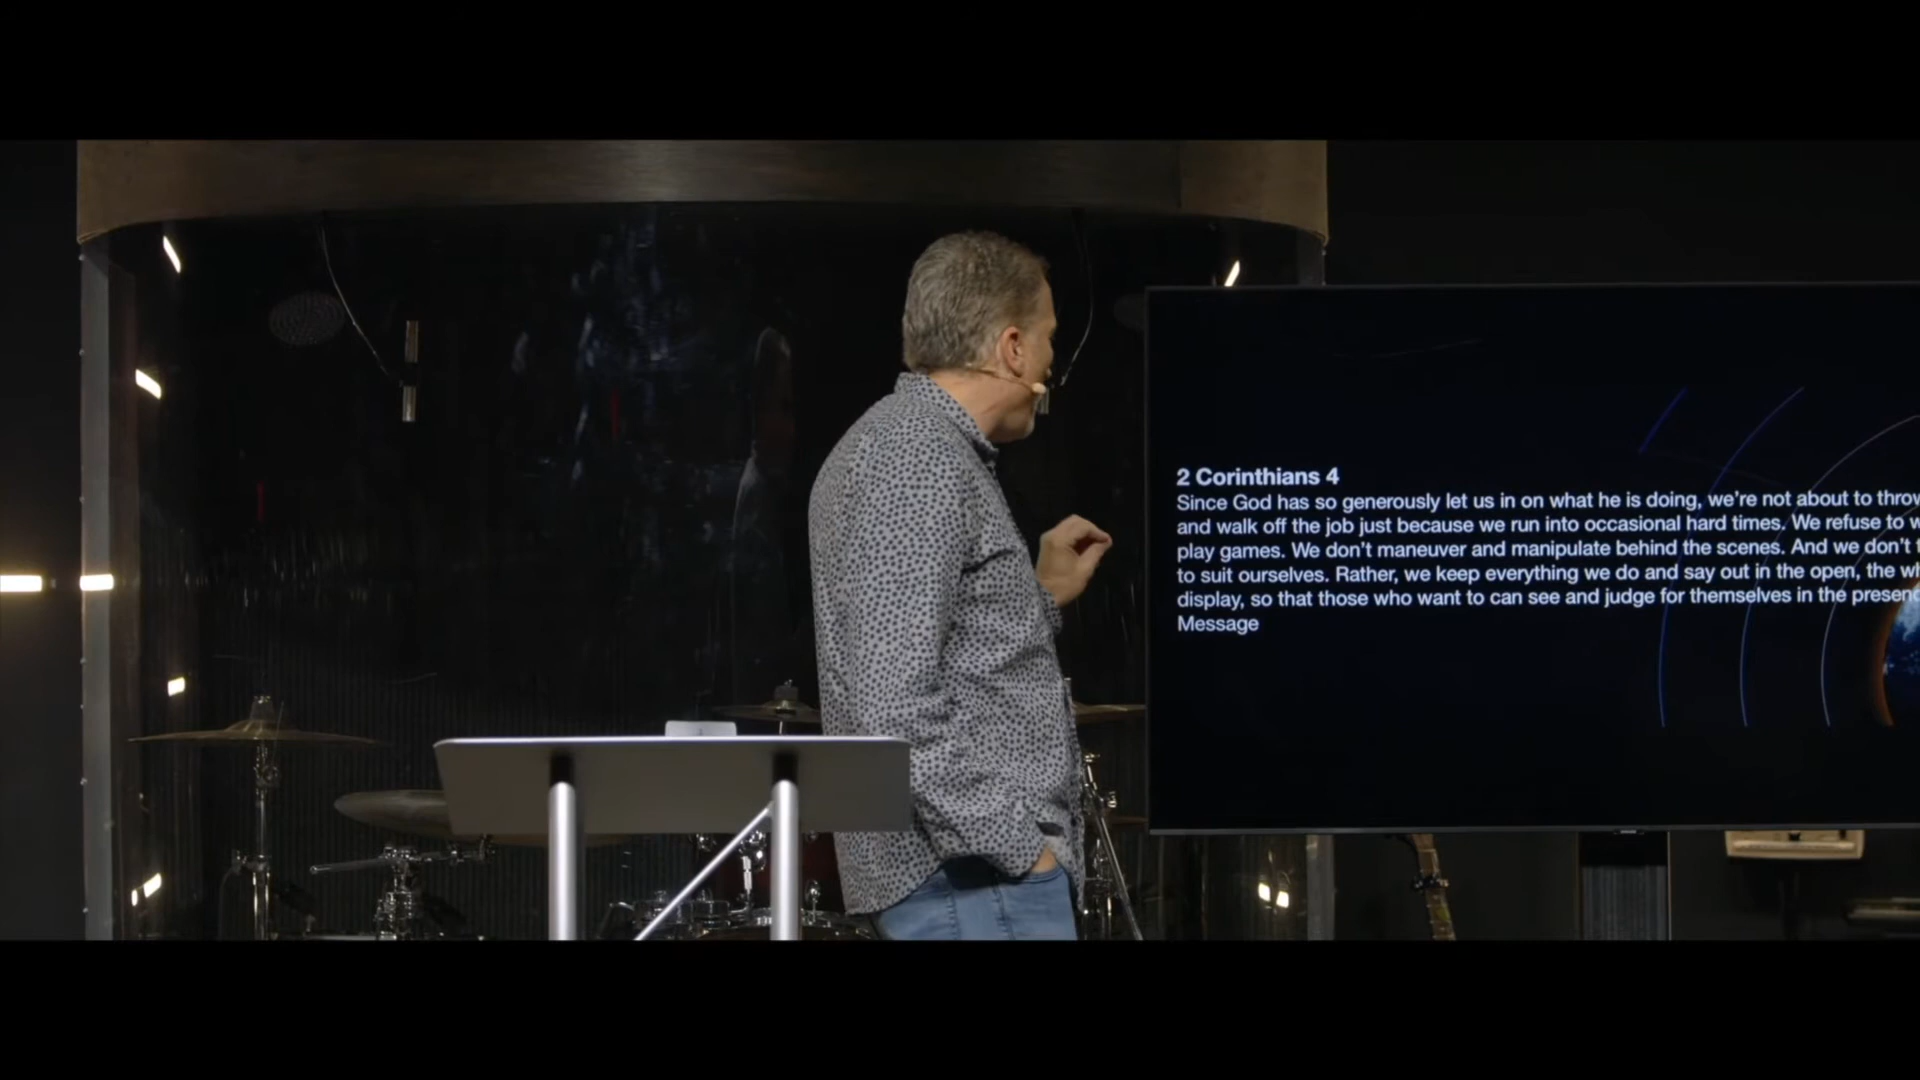 2 Corinthians 4
Since God has so generously let us in on what he is doing, we're not about to throw
and walk off the job just because we run into occasional hard times. We refuse to w
play games. We don't maneuver and manipulate behind the scenes. And we don't t
to suit ourselves. Rather, we keep everything we do and say out in the open, the wh
display, so that those who want to can see and judge for themselves in the presenc
Message